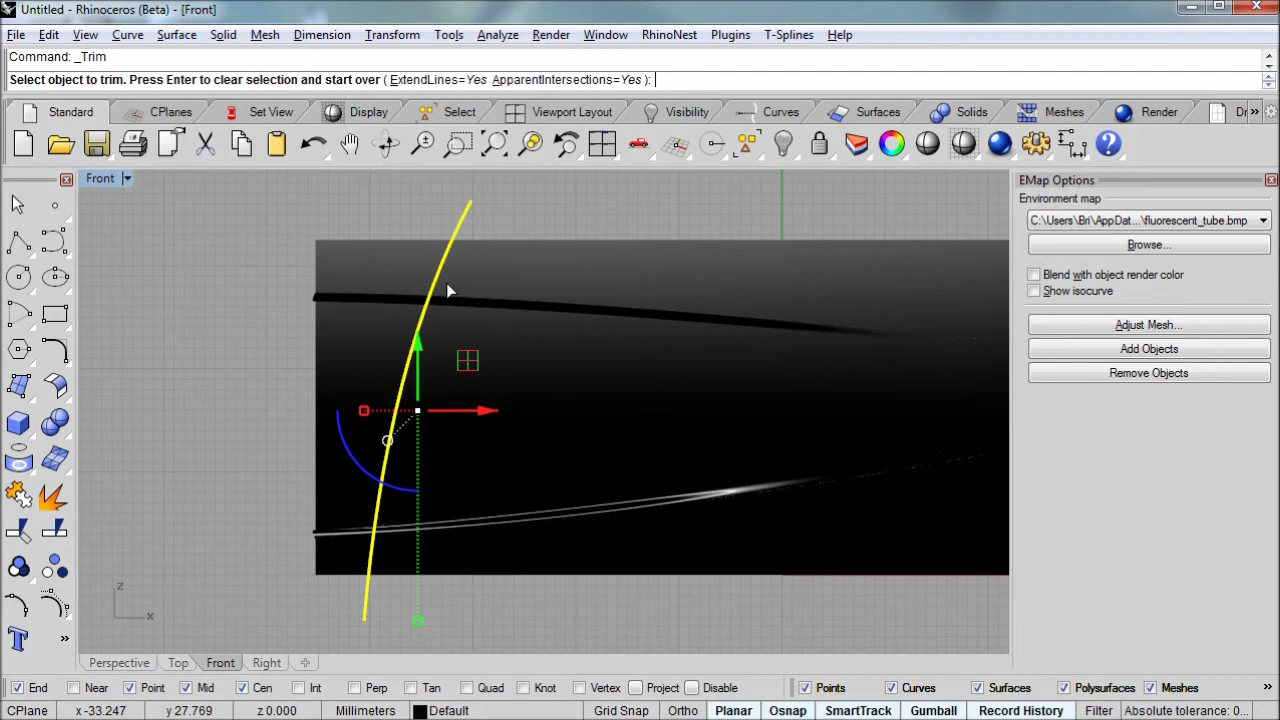 Untitled - Rhinoceros (Beta) - [Front]
File Edit View Curve Surface Solid Mesh Dimension Transform Tools Analyze Render Window RhinoNest Plugins T-Splines Help
Command: _Trim
Select object to trim. Press Enter to clear selection and start over ( ExtendLines=Yes ApparentIntersections=Yes ):
Standard CPlanes Set View Display Select Viewport Layout Visibility Curves Surfaces Solids Meshes Render Dr
Front
EMap Options
Environment map
C:\Users\Bri\AppDat...\fluorescent_tube.bmp
Browse...
Blend with object render color
Show isocurve
Adjust Mesh...
Add Objects
Remove Objects
z
x
Perspective Top Front Right
End Near Point Mid Cen Int Perp Tan Quad Knot Vertex Project Disable Points Curves Surfaces Polysurfaces Meshes
CPlane x -33.247 y 27.769 z 0.000 Millimeters Default Grid Snap Ortho Planar Osnap SmartTrack Gumball Record History Filter Absolute tolerance: 0...